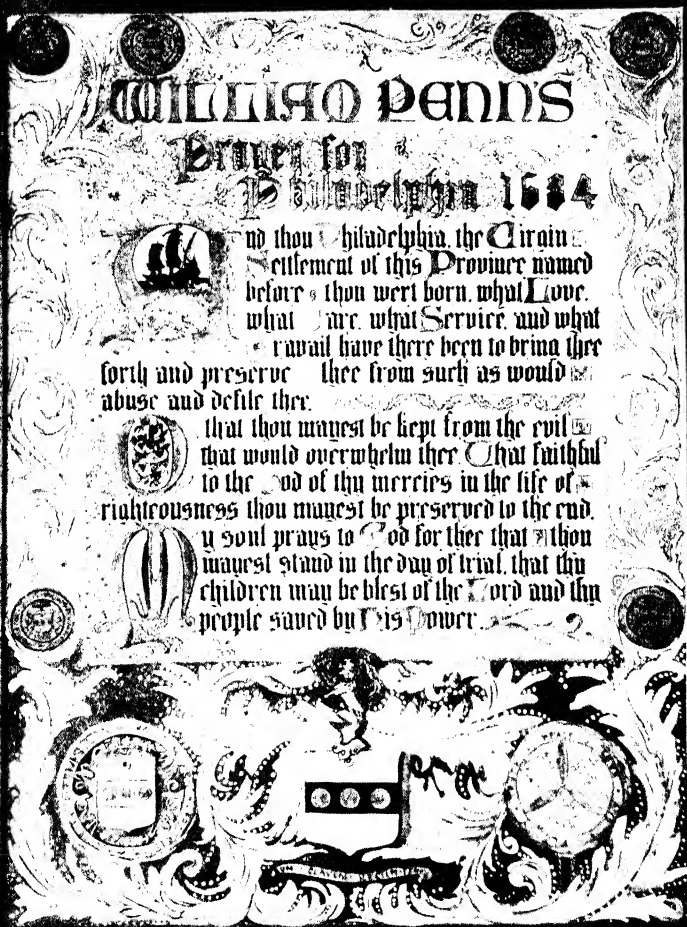 WILLIAM PENN'S
Prayer for
Philadelphia 1684
And thou Philadelphia, the Virgin
Settlement of this Province named
before thou wert born, what Love,
what Care, what Service, and what
Travail have there been to bring thee
forth and preserve thee from such as would
abuse and defile thee.
O that thou mayest be kept from the evil
that would overwhelm thee That faithful
to the God of thy mercies in the life of
righteousness thou mayest be preserved to the end.
My soul prays to God for thee that thou
mayest stand in the day of trial, that thy
children may be blest of the Lord and thy
people saved by His Power.